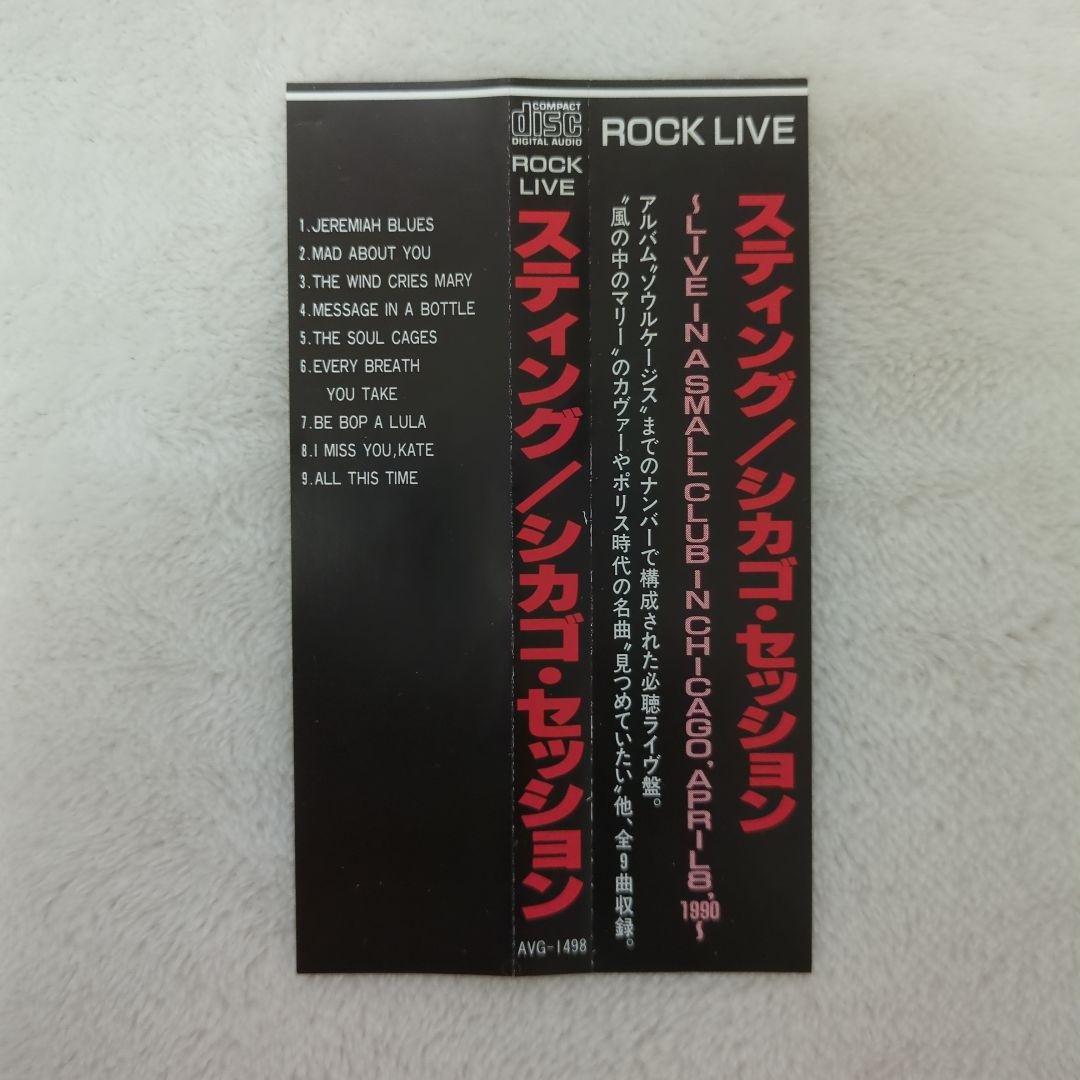 ROCK LIVE
スティング/シカゴ・セッション
~LIVE IN A SMALL CLUB IN CHICAGO, APRIL 8, 1990~
アルバム〝ソウルケージス〟までのナンバーで構成された必聴ライヴ盤。
〝風の中のマリー〟のカヴァーやポリス時代の名曲〝見つめていたい〟他、全9曲収録。
COMPACT
disc
DIGITAL AUDIO
ROCK
LIVE
スティング/シカゴ・セッション
AVG-1498
1.JEREMIAH BLUES
2.MAD ABOUT YOU
3.THE WIND CRIES MARY
4.MESSAGE IN A BOTTLE
5.THE SOUL CAGES
6.EVERY BREATH
YOU TAKE
7.BE BOP A LULA
8.I MISS YOU,KATE
9.ALL THIS TIME